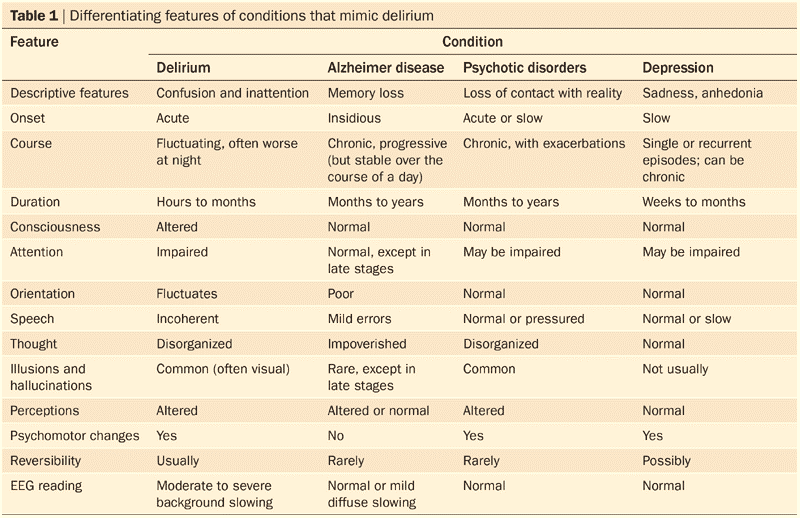 Table 1 | Differentiating features of conditions that mimic delirium
Feature Condition
Delirium Alzheimer disease Psychotic disorders Depression
Descriptive features Confusion and inattention Memory loss Loss of contact with reality Sadness, anhedonia
Onset Acute Insidious Acute or slow Slow
Course Fluctuating, often worse Chronic, progressive Chronic, with exacerbations Single or recurrent
at night (but stable over the episodes; can be
course of a day) chronic
Duration Hours to months Months to years Months to years Weeks to months
Consciousness Altered Normal Normal Normal
Attention Impaired Normal, except in May be impaired May be impaired
late stages
Orientation Fluctuates Poor Normal Normal
Speech Incoherent Mild errors Normal or pressured Normal or slow
Thought Disorganized Impoverished Disorganized Normal
Illusions and Common (often visual) Rare, except in Common Not usually
hallucinations late stages
Perceptions Altered Altered or normal Altered Normal
Psychomotor changes Yes No Yes Yes
Reversibility Usually Rarely Rarely Possibly
EEG reading Moderate to severe Normal or mild Normal Normal
background slowing diffuse slowing